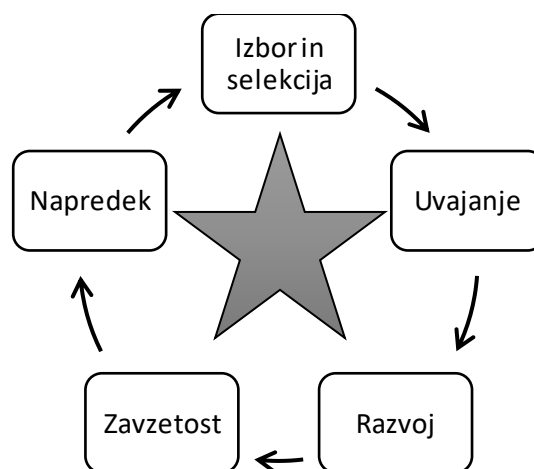 Izbor in
selekcija
Uvajanje
Razvoj
Zavzetost
Napredek